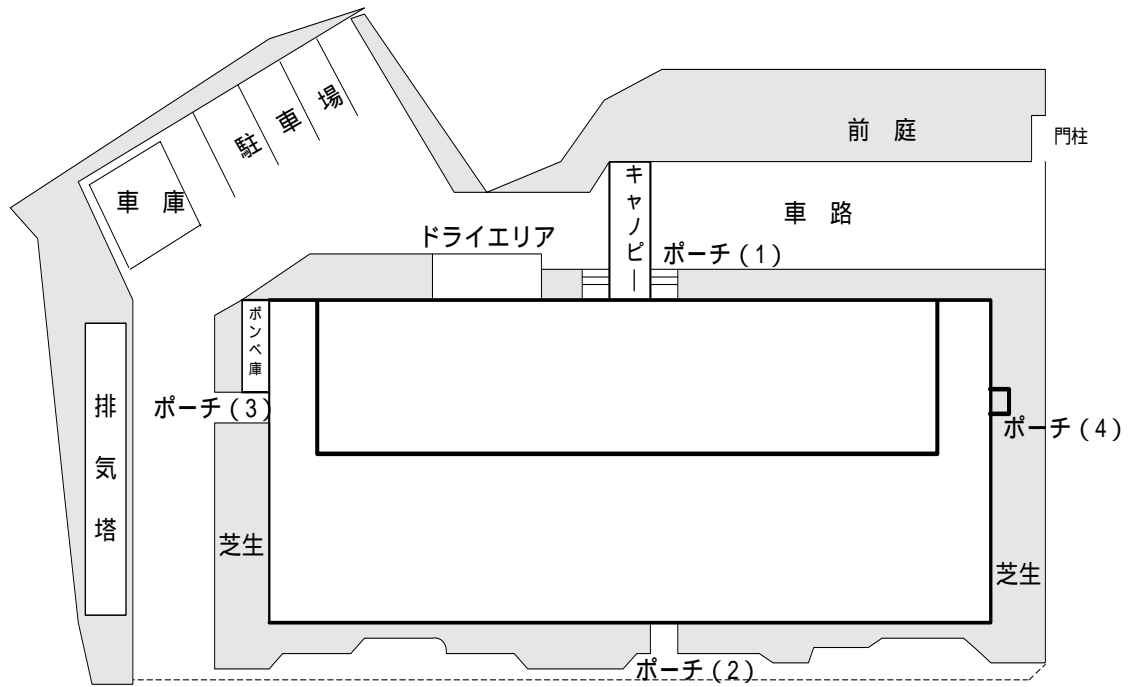 駐車場
前庭
門柱
車庫
キャノピー
車路
ドライエリア
ポーチ(1)
ボンベ庫
ポーチ(3)
排気塔
ポーチ(4)
芝生
芝生
ポーチ(2)